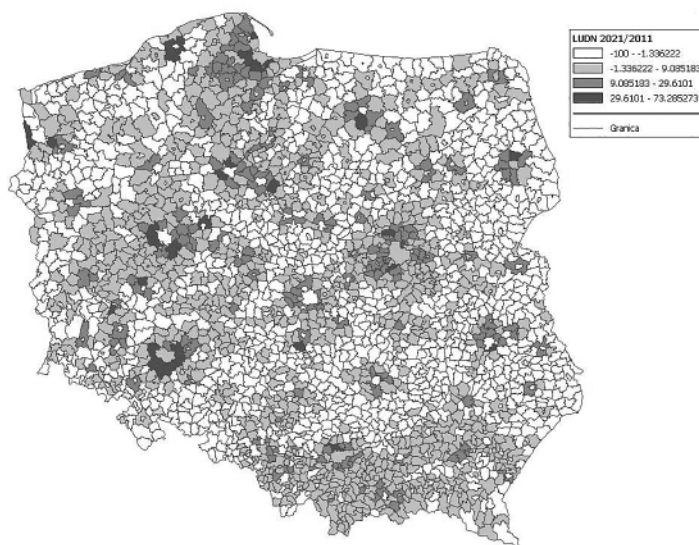 LUDN 2021/2011
-100 - -1.336222
-1.336222 - 9.085183
9.085183 - 29.6101
29.6101 - 73.285273
Granica